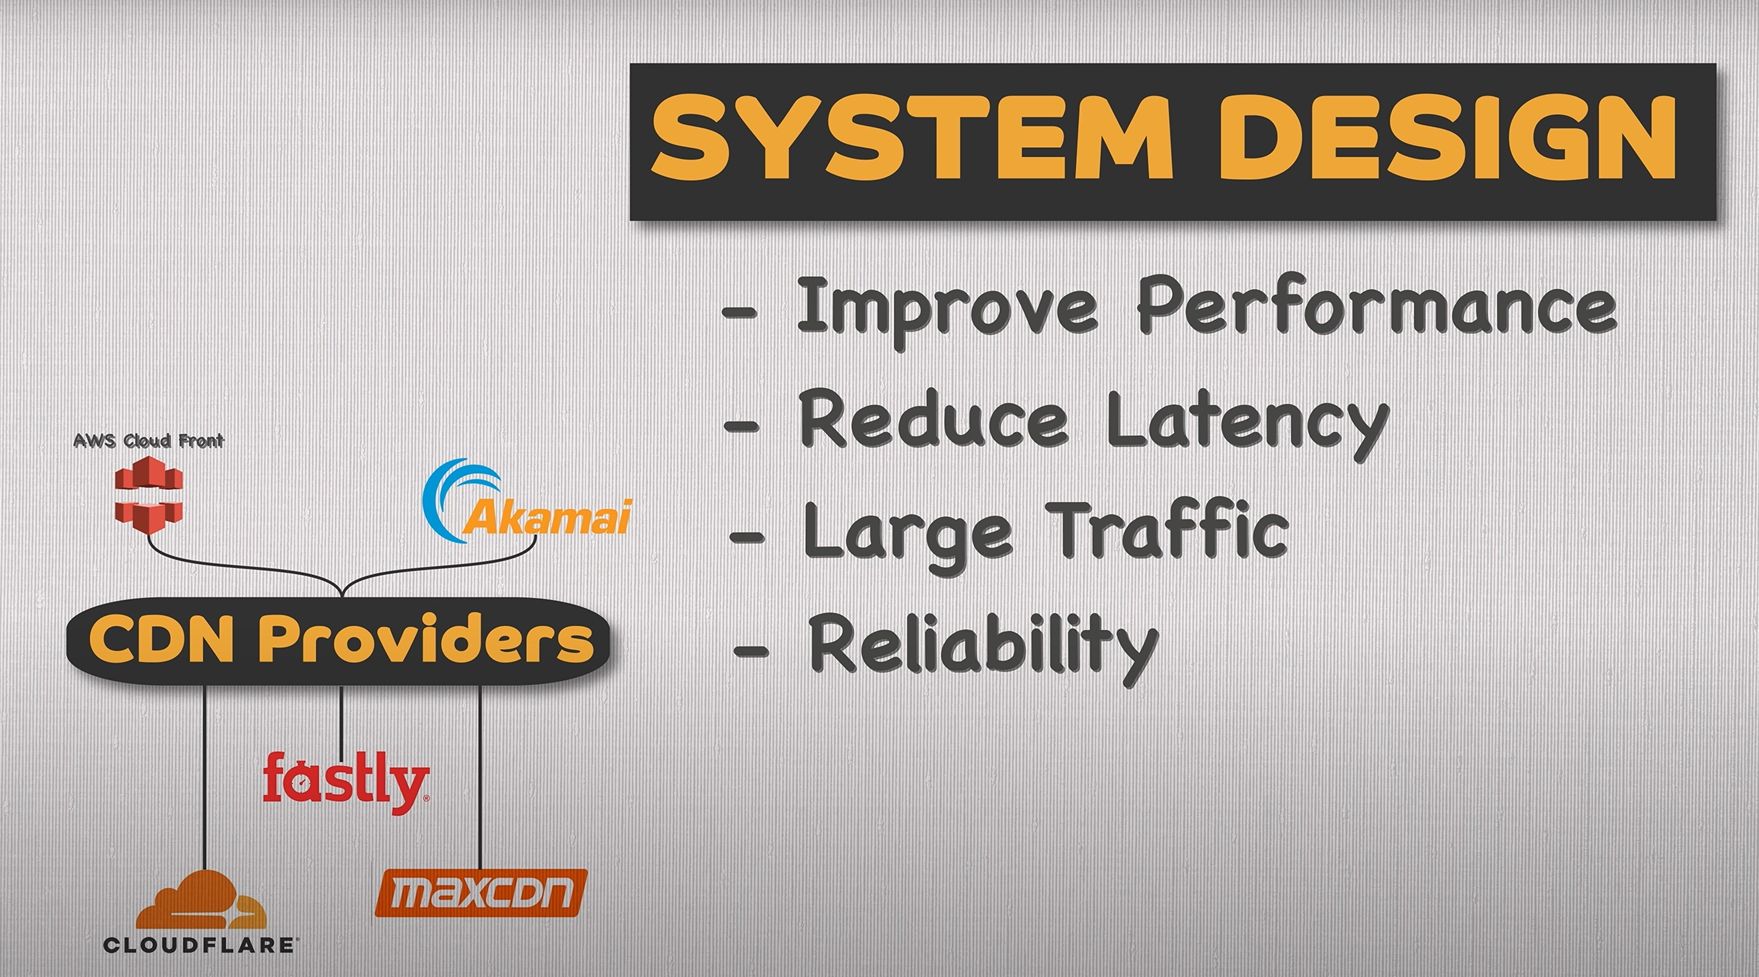 SYSTEM DESIGN
- Improve Performance
- Reduce Latency
- Large Traffic
- Reliability
AWS Cloud Front
Akamai
CDN Providers
fastly®
CLOUDFLARE®
maxcdn